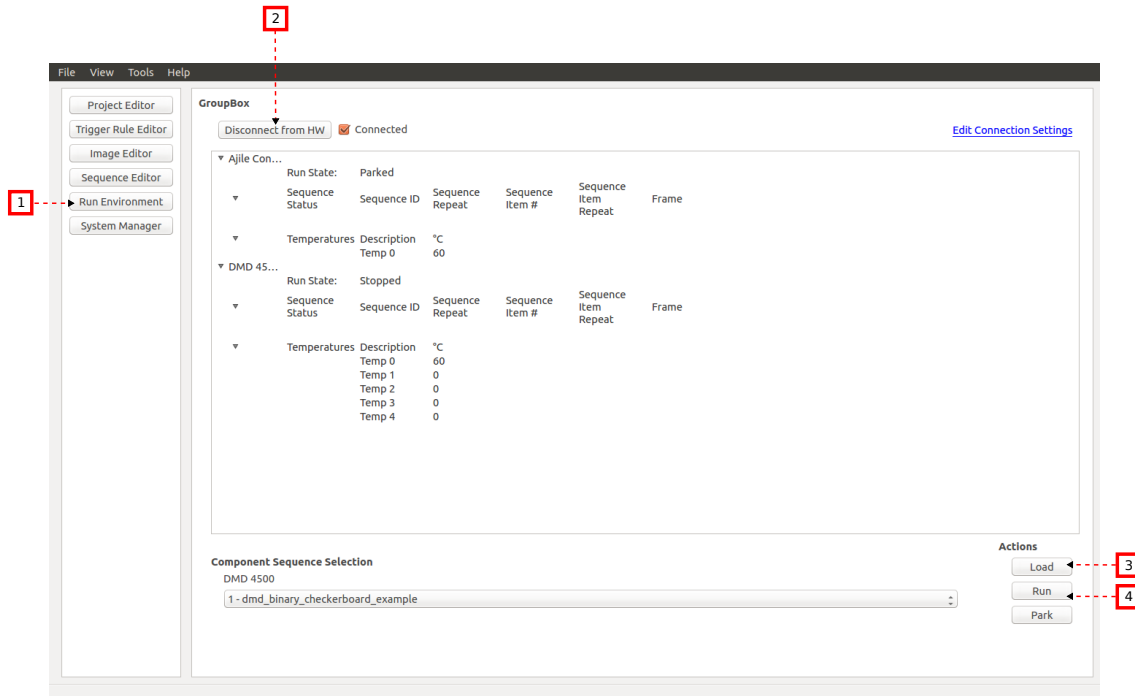 2
File View Tools Help
Project Editor
Trigger Rule Editor
Image Editor
Sequence Editor
1
Run Environment
System Manager
GroupBox
Disconnect from HW Connected
Edit Connection Settings
Ajile Con...
Run State: Parked
Sequence Status Sequence ID Sequence Repeat Sequence Item # Sequence Item Repeat Frame
Temperatures Description °C
Temp 0 60
DMD 45...
Run State: Stopped
Sequence Status Sequence ID Sequence Repeat Sequence Item # Sequence Item Repeat Frame
Temperatures Description °C
Temp 0 60
Temp 1 0
Temp 2 0
Temp 3 0
Temp 4 0
Component Sequence Selection
DMD 4500
1 - dmd_binary_checkerboard_example
Actions
Load 3
Run 4
Park